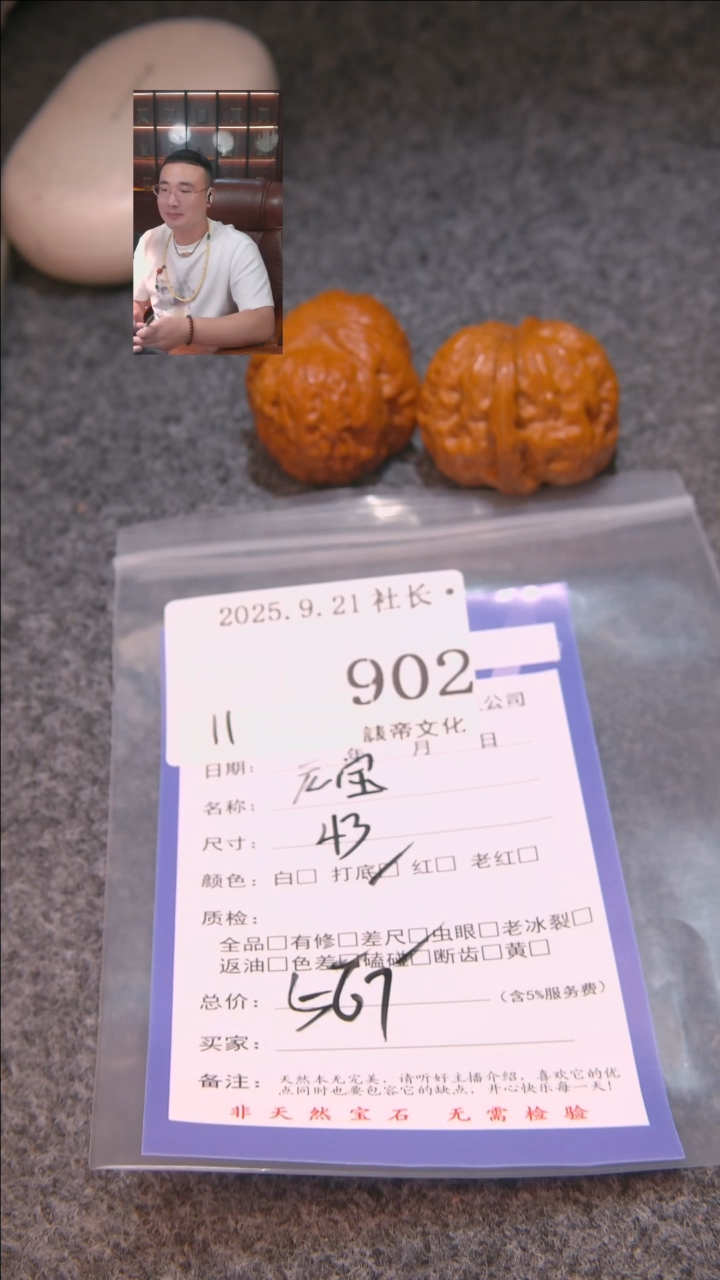 2025.9.21 社长
902
11
公司
帝文化
日期: 年 月 日
名称: 元宝
尺寸: 43
颜色: 白□ 打底□ 红□ 老红□
质检:
全品□有修□差尺□虫眼□老冰裂□
返油□色差□磕碰□断齿□黄□
总价: (含5%服务费)
买家:
备注: 天然本无完美,请听好主播介绍,喜欢它的优
点同时也要包容它的缺点,开心快乐每一天!
非天然宝石 无需检验